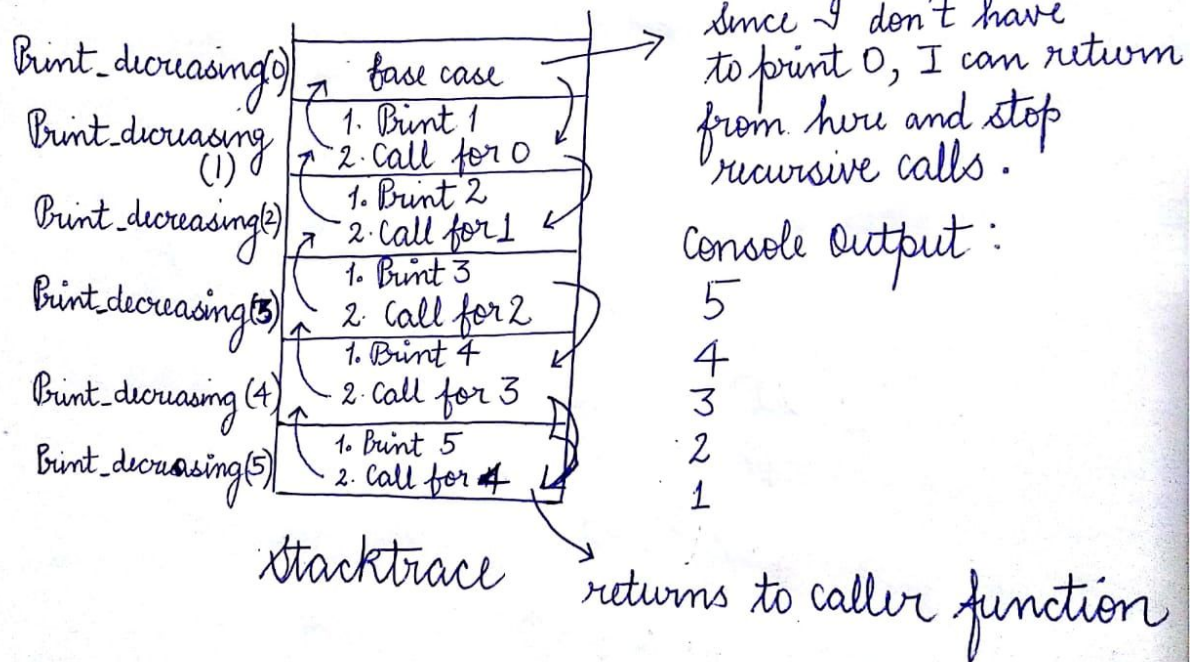 Print_decreasing(0)
base case
since I don't have
to print 0, I can return
from here and stop
recursive calls.
Print_decreasing
(1)
1. Print 1
2. Call for 0
Print_decreasing(2)
1. Print 2
2. Call for 1
Print_decreasing(3)
1. Print 3
2. Call for 2
Print_decreasing (4)
1. Print 4
2. Call for 3
Print_decreasing(5)
1. Print 5
2. Call for 4
Console Output :
5
4
3
2
1
Stacktrace
returns to caller function